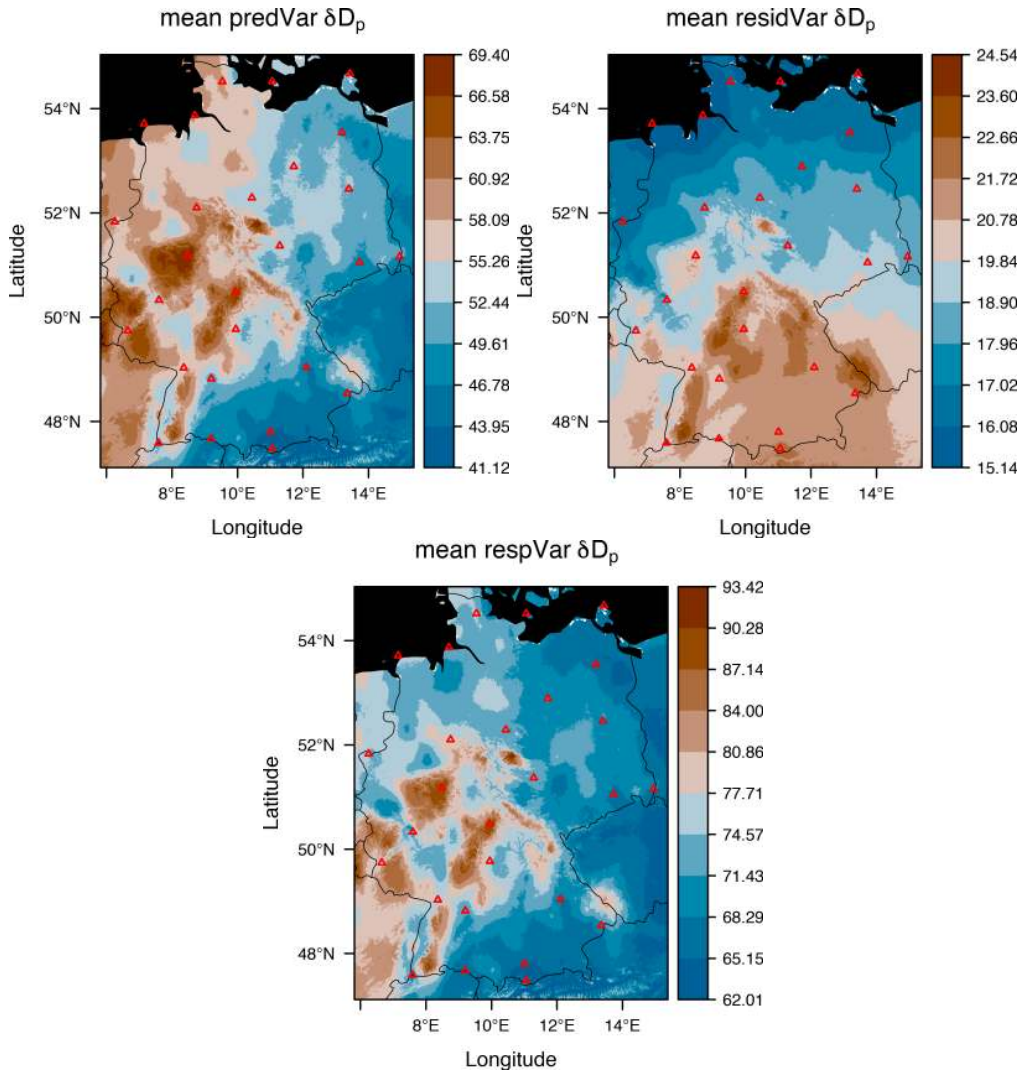 mean predVar δDp
69.40
66.58
63.75
60.92
58.09
55.26
52.44
49.61
46.78
43.95
41.12
54°N
52°N
50°N
48°N
Latitude
8°E 10°E 12°E 14°E
Longitude
mean residVar δDp
24.54
23.60
22.66
21.72
20.78
19.84
18.90
17.96
17.02
16.08
15.14
54°N
52°N
50°N
48°N
Latitude
8°E 10°E 12°E 14°E
Longitude
mean respVar δDp
93.42
90.28
87.14
84.00
80.86
77.71
74.57
71.43
68.29
65.15
62.01
54°N
52°N
50°N
48°N
Latitude
8°E 10°E 12°E 14°E
Longitude